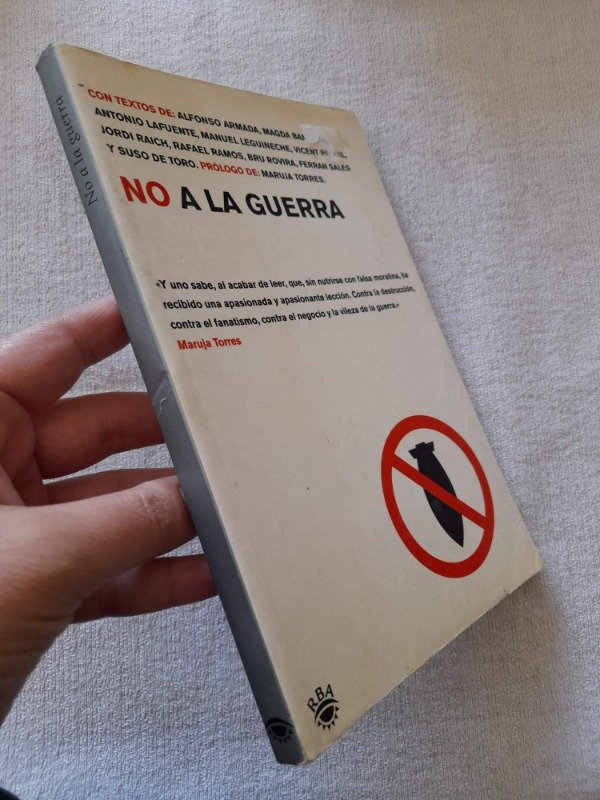 CON TEXTOS DE: ALFONSO ARMADA, MAGDA
ANTONIO LAFUENTE, MANUEL LEGUINECHE, VICENT
JORDI RAICH, RAFAEL RAMOS, BRU ROVIRA, FERRAN SALES
Y SUSO DE TORO. PRÓLOGO DE: MARUJA TORRES.
NO A LA GUERRA
«Y uno sabe, al acabar de leer, que, sin nutrirse con falsa moralina, ha
recibido una apasionada y apasionante lección. Contra la destrucción,
contra el fanatismo, contra el negocio y la vileza de la guerra.»
Maruja Torres
RBA
No a la guerra